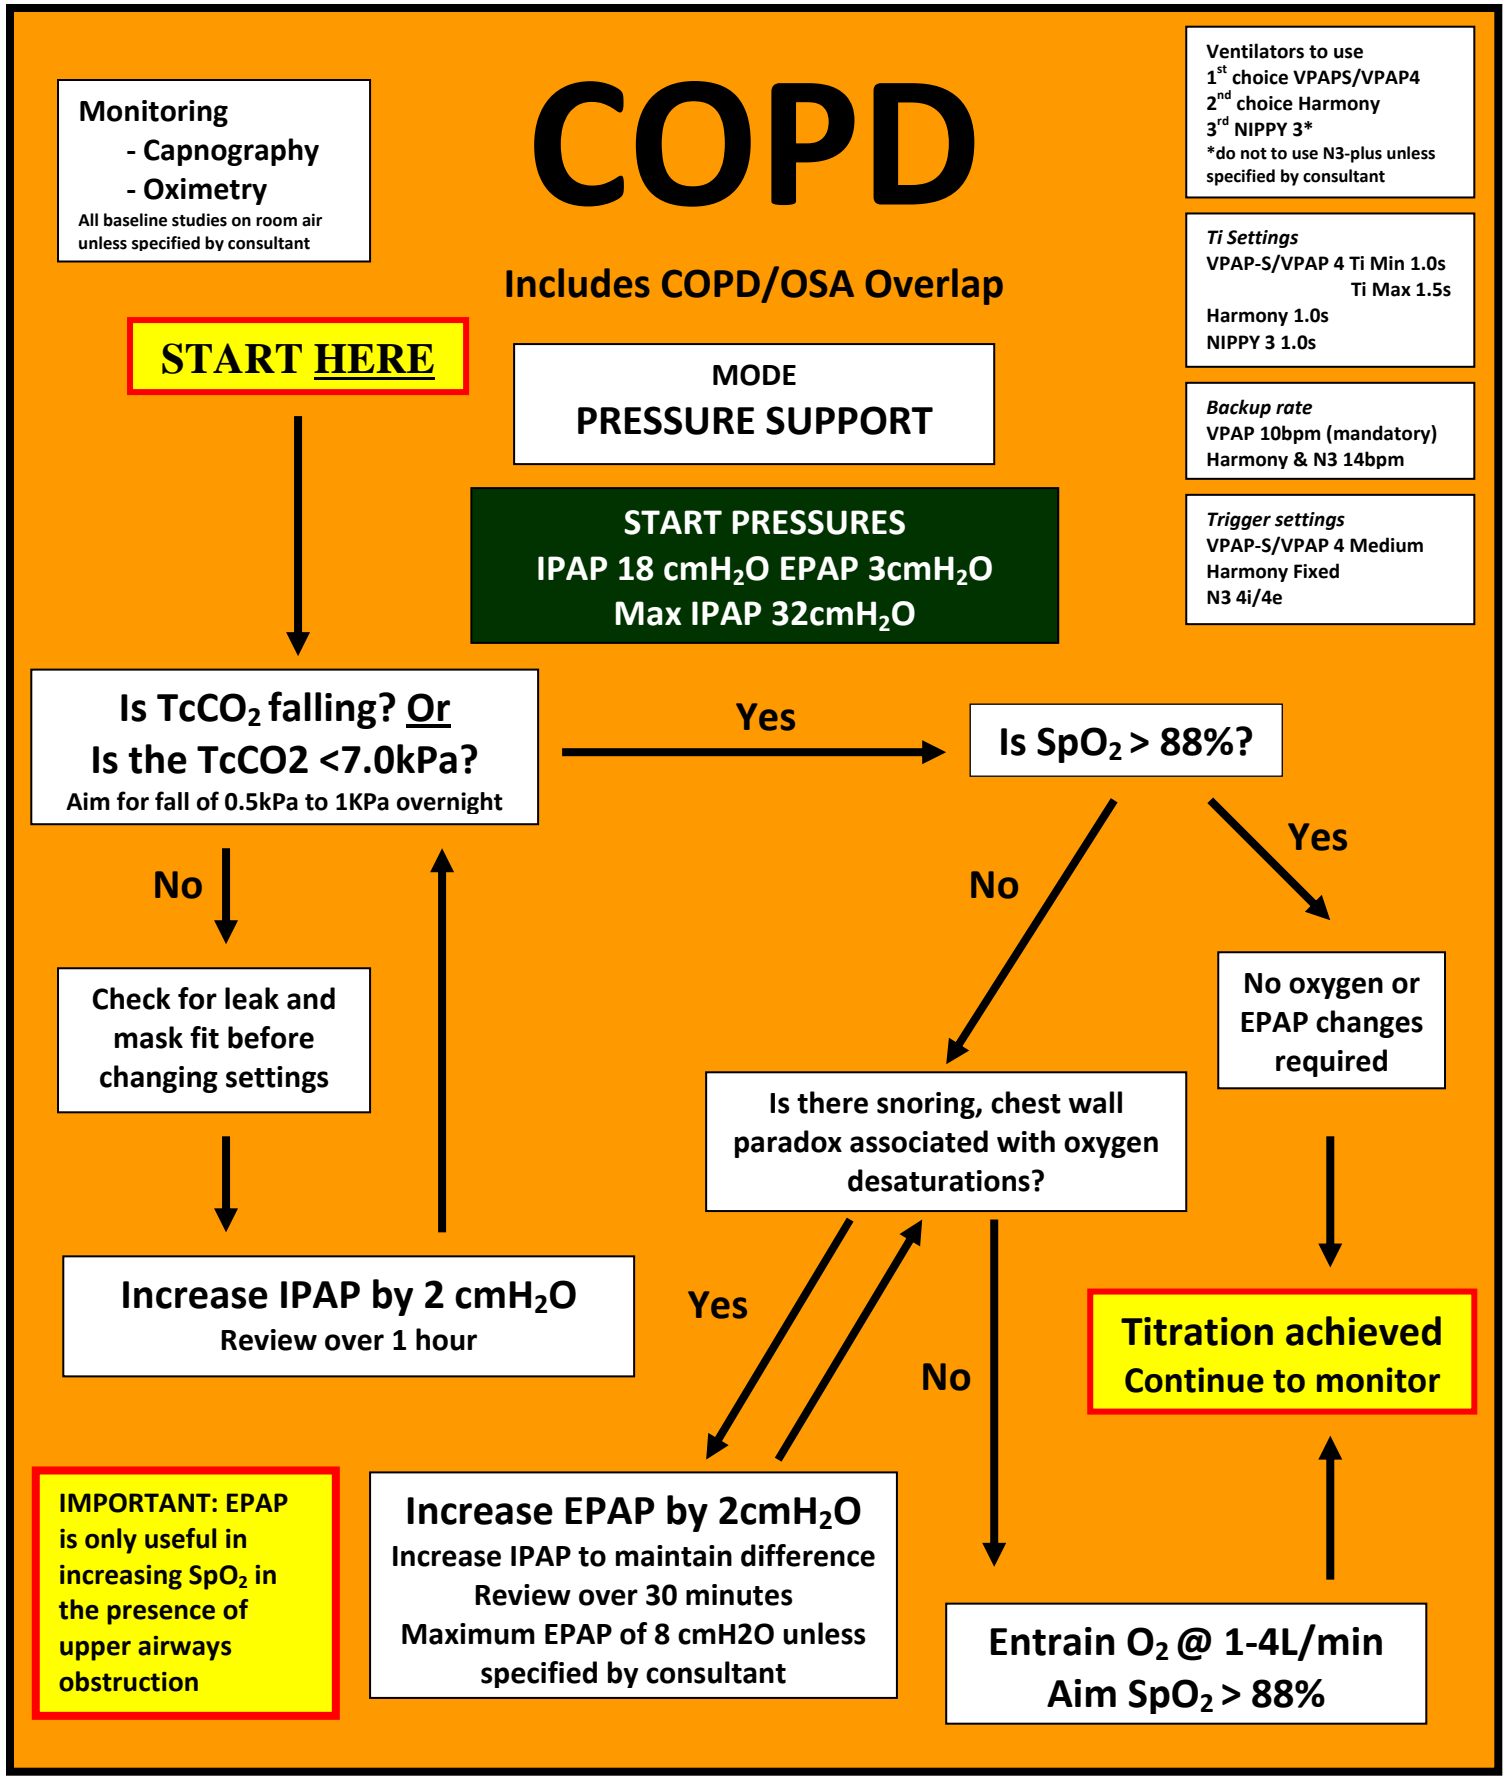 COPD
Includes COPD/OSA Overlap
Monitoring
- Capnography
- Oximetry
All baseline studies on room air
unless specified by consultant
Ventilators to use
1st choice VPAPS/VPAP4
2nd choice Harmony
3rd NIPPY 3*
*do not to use N3-plus unless
specified by consultant
Ti Settings
VPAP-S/VPAP 4 Ti Min 1.0s
Ti Max 1.5s
Harmony 1.0s
NIPPY 3 1.0s
Backup rate
VPAP 10bpm (mandatory)
Harmony & N3 14bpm
Trigger settings
VPAP-S/VPAP 4 Medium
Harmony Fixed
N3 4i/4e
START HERE
MODE
PRESSURE SUPPORT
START PRESSURES
IPAP 18 cmH₂O EPAP 3cmH₂O
Max IPAP 32cmH₂O
Is TcCO₂ falling? Or
Is the TcCO2 <7.0kPa?
Aim for fall of 0.5kPa to 1KPa overnight
Yes
Is SpO₂ > 88%?
No
No
Yes
Check for leak and
mask fit before
changing settings
No oxygen or
EPAP changes
required
Is there snoring, chest wall
paradox associated with oxygen
desaturations?
Increase IPAP by 2 cmH₂O
Review over 1 hour
Yes
No
Titration achieved
Continue to monitor
IMPORTANT: EPAP
is only useful in
increasing SpO₂ in
the presence of
upper airways
obstruction
Increase EPAP by 2cmH₂O
Increase IPAP to maintain difference
Review over 30 minutes
Maximum EPAP of 8 cmH2O unless
specified by consultant
Entrain O₂ @ 1-4L/min
Aim SpO₂ > 88%